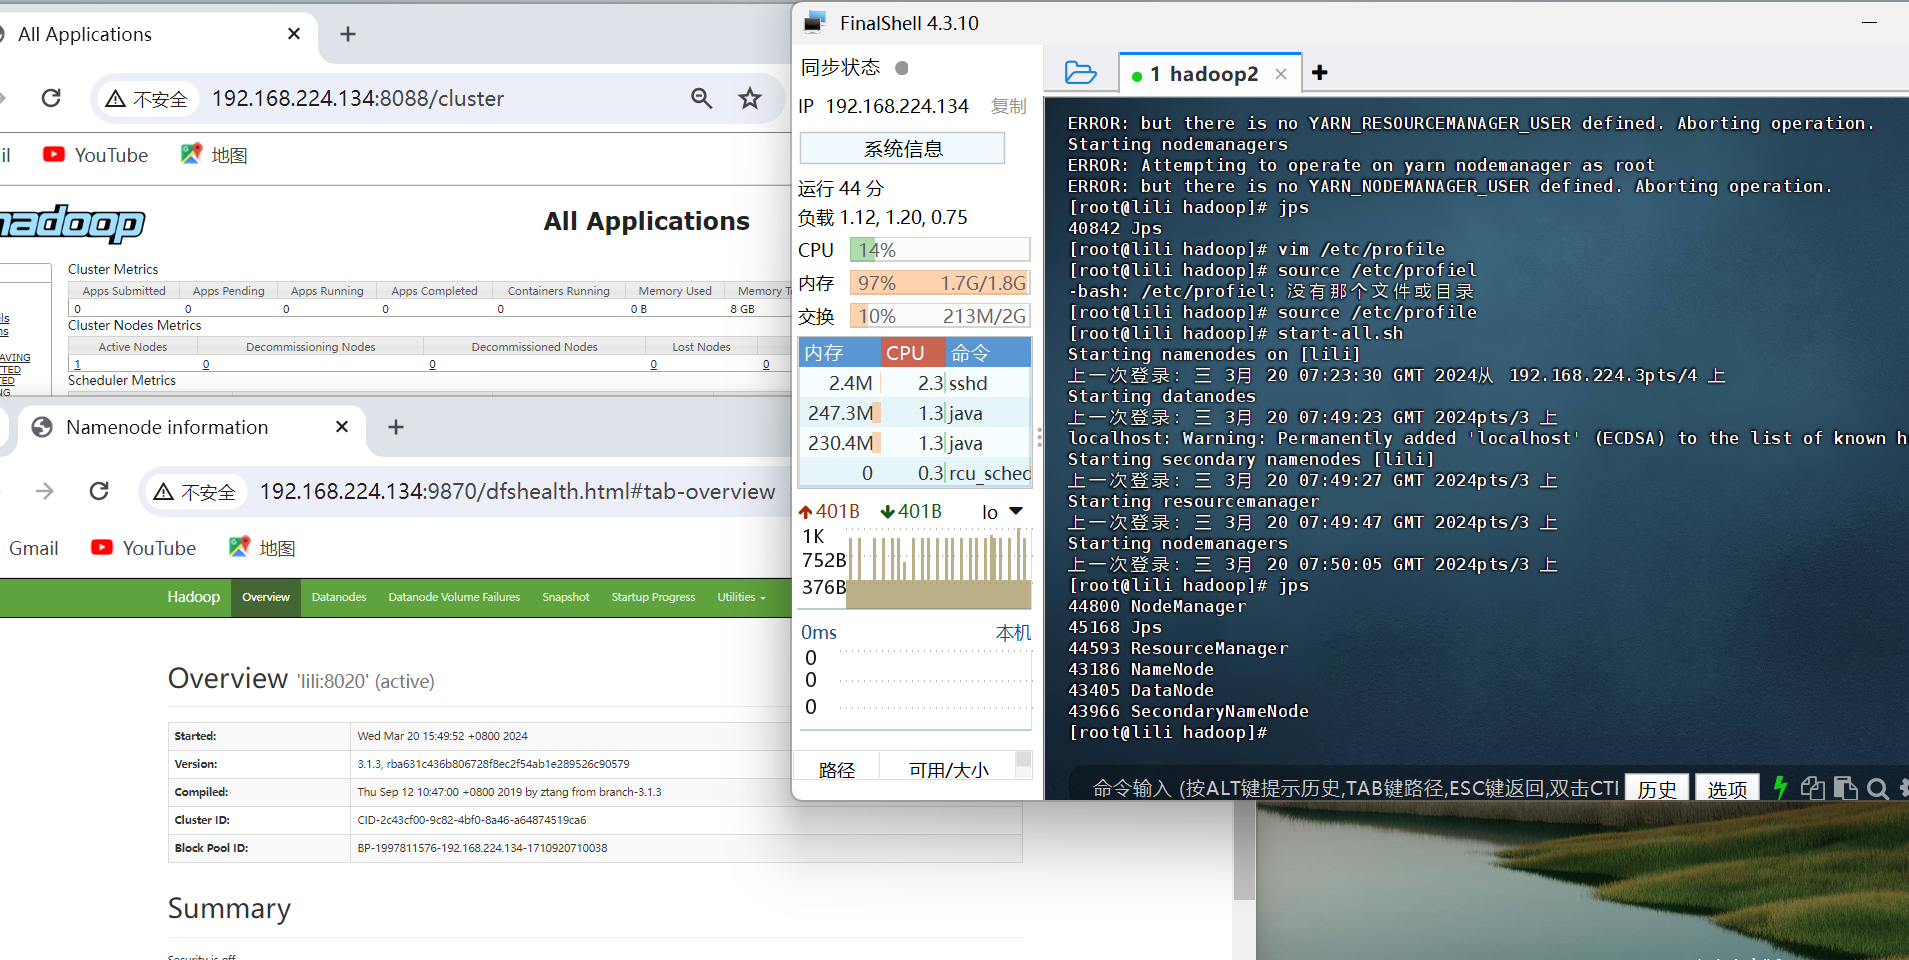 All Applications
不安全 192.168.224.134:8088/cluster
YouTube 地图
hadoop
All Applications
Cluster Metrics
Apps Submitted Apps Pending Apps Running Apps Completed Containers Running Memory Used
0 0 0 0 0 0 B 8 GB
Cluster Nodes Metrics
Active Nodes Decommissioning Nodes Decommissioned Nodes Lost Nodes
1 0 0 0 0
Scheduler Metrics
Namenode information
不安全 192.168.224.134:9870/dfshealth.html#tab-overview
Gmail YouTube 地图
Hadoop Overview Datanodes Datanode Volume Failures Snapshot Startup Progress Utilities
Overview 'lili:8020' (active)
Started: Wed Mar 20 15:49:52 +0800 2024
Version: 3.1.3, rba631c436b806728f8ec2f54ab1e289526c90579
Compiled: Thu Sep 12 10:47:00 +0800 2019 by ztang from branch-3.1.3
Cluster ID: CID-2c43cf00-9c82-4bf0-8a46-a64874519ca6
Block Pool ID: BP-1997811576-192.168.224.134-1710920710038
Summary
Security is off.
FinalShell 4.3.10
同步状态
IP 192.168.224.134 复制
系统信息
运行 44 分
负载 1.12, 1.20, 0.75
CPU 14%
内存 97% 1.7G/1.8G
交换 10% 213M/2G
内存 CPU 命令
2.4M 2.3 sshd
247.3M 1.3 java
230.4M 1.3 java
0 0.3 rcu_sched
401B 401B lo
1K
752B
376B
0ms 本机
0
0
0
路径 可用/大小
1 hadoop2
ERROR: but there is no YARN_RESOURCEMANAGER_USER defined. Aborting operation.
Starting nodemanagers
ERROR: Attempting to operate on yarn nodemanager as root
ERROR: but there is no YARN_NODEMANAGER_USER defined. Aborting operation.
[root@lili hadoop]# jps
40842 Jps
[root@lili hadoop]# vim /etc/profile
[root@lili hadoop]# source /etc/profiel
-bash: /etc/profiel: 没有那个文件或目录
[root@lili hadoop]# source /etc/profile
[root@lili hadoop]# start-all.sh
Starting namenodes on [lili]
上一次登录: 三 3月 20 07:23:30 GMT 2024从 192.168.224.3pts/4 上
Starting datanodes
上一次登录: 三 3月 20 07:49:23 GMT 2024pts/3 上
localhost: Warning: Permanently added 'localhost' (ECDSA) to the list of known h
Starting secondary namenodes [lili]
上一次登录: 三 3月 20 07:49:27 GMT 2024pts/3 上
Starting resourcemanager
上一次登录: 三 3月 20 07:49:47 GMT 2024pts/3 上
Starting nodemanagers
上一次登录: 三 3月 20 07:50:05 GMT 2024pts/3 上
[root@lili hadoop]# jps
44800 NodeManager
45168 Jps
44593 ResourceManager
43186 NameNode
43405 DataNode
43966 SecondaryNameNode
[root@lili hadoop]#
命令输入 (按ALT键提示历史,TAB键路径,ESC键返回,双击CTI 历史 选项